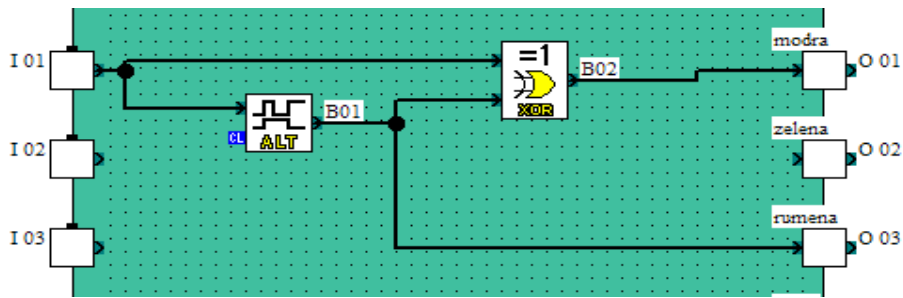 I 01
=1
XOR
B02
modra
O 01
CL
ALT
B01
I 02
zelena
O 02
I 03
rumena
O 03